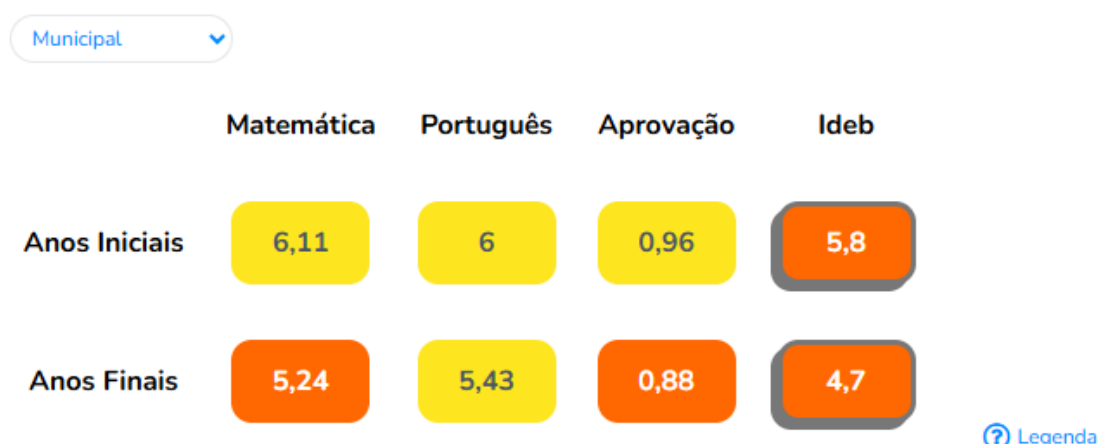 Municipal
Matemática Português Aprovação Ideb
Anos Iniciais 6,11 6 0,96 5,8
Anos Finais 5,24 5,43 0,88 4,7
? Legenda